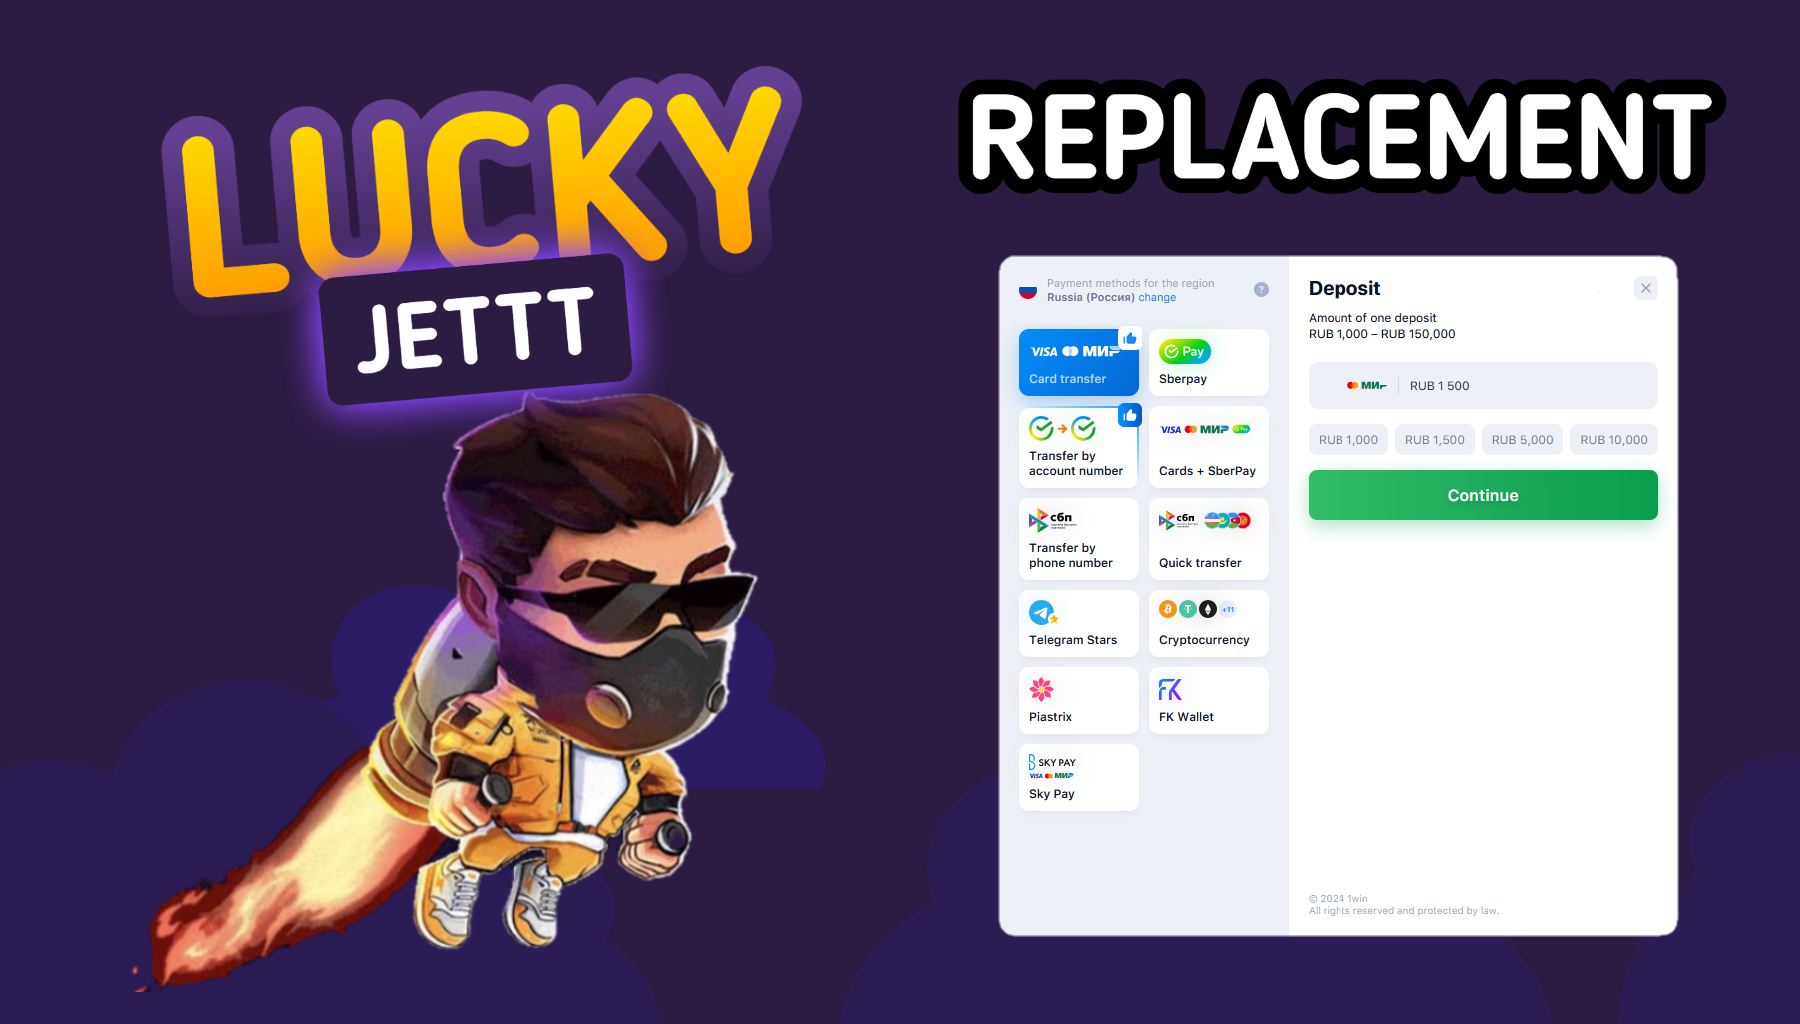 LUCKY
JETTT
REPLACEMENT
Payment methods for the region
Russia (Россия) change
?
VISA МИР
Card transfer
Pay
Sberpay
Transfer by
account number
VISA МИР Pay
Cards + SberPay
сбп
Transfer by
phone number
сбп
Quick transfer
Telegram Stars
+11
Cryptocurrency
Piastrix
FK
FK Wallet
SKY PAY
VISA МИР
Sky Pay
Deposit
Amount of one deposit
RUB 1,000 – RUB 150,000
МИР RUB 1 500
RUB 1,000 RUB 1,500 RUB 5,000 RUB 10,000
Continue
© 2024 1win
All rights reserved and protected by law.